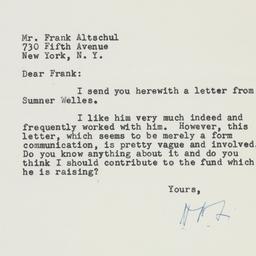 Mr. Frank Altschul
730 Fifth Avenue
New York, N. Y.
Dear Frank:
I send you herewith a letter from
Sumner Welles.
I like him very much indeed and
frequently worked with him. However, this
letter, which seems to be merely a form
communication, is pretty vague and involved.
Do you know anything about it and do you
think I should contribute to the fund which
he is raising?
Yours,